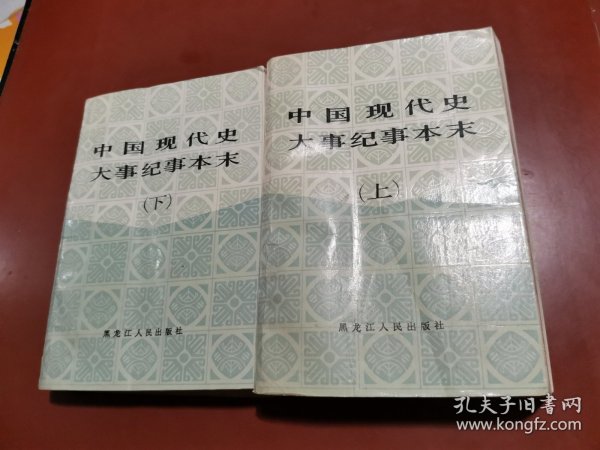 中国现代史
大事纪事本末
（下）
黑龙江人民出版社
中国现代史
大事纪事本末
（上）
黑龙江人民出版社
孔夫子旧书网
www.kongfz.com